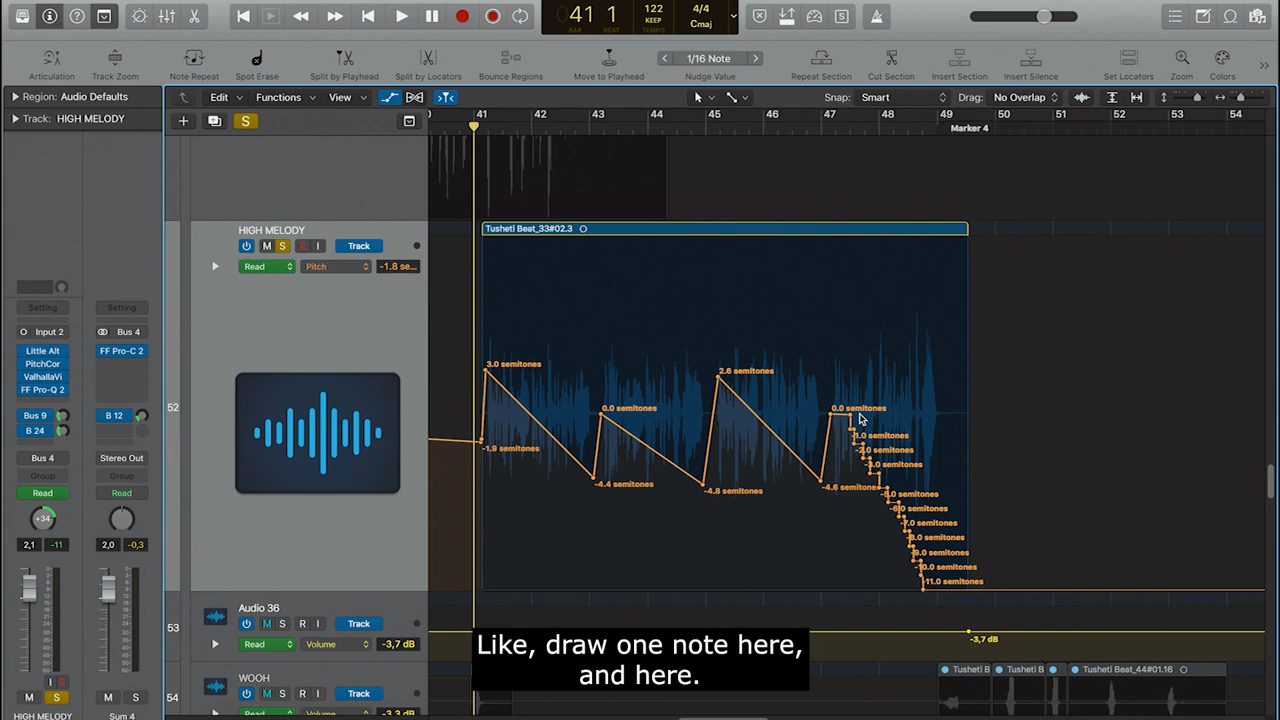 41 1
122
KEEP
4/4
Cmaj
BAR
BEAT
TEMPO
Articulation
Track Zoom
Note Repeat
Spot Erase
Split by Playhead
Split by Locators
Bounce Regions
Move to Playhead
1/16 Note
Nudge Value
Repeat Section
Cut Section
Insert Section
Insert Silence
Set Locators
Zoom
Colors
Region: Audio Defaults
Edit
Functions
View
Snap: Smart
Drag: No Overlap
Track: HIGH MELODY
S
41 42 43 44 45 46 47 48 49 50 51 52 53 54
Marker 4
HIGH MELODY
M S R I Track
Read Pitch -1.8 se...
Tusheti Beat_33#02.3
3.0 semitones
-1.9 semitones
-4.4 semitones
0.0 semitones
-4.8 semitones
2.6 semitones
-4.6 semitones
0.0 semitones
-1.0 semitones
-2.0 semitones
-3.0 semitones
-5.0 semitones
-6.0 semitones
-7.0 semitones
-8.0 semitones
-9.0 semitones
-10.0 semitones
-11.0 semitones
52
Setting
Setting
Input 2
Bus 4
Little Alt
PitchCor
ValhallaVi
FF Pro-Q 2
FF Pro-C 2
Bus 9
B 24
B 12
Bus 4
Stereo Out
Group
Group
Read
Read
+34
2,1 -11
2,0 -0,3
R I
M S
M S
HIGH MELODY
Sum 4
53
Audio 36
M S R I Track
Read Volume -3,7 dB
-3,7 dB
54
WOOH
M S R I Track
Read Volume -3,3 dB
Tusheti B
Tusheti B
Tusheti Beat_44#01.16
Like, draw one note here,
and here.